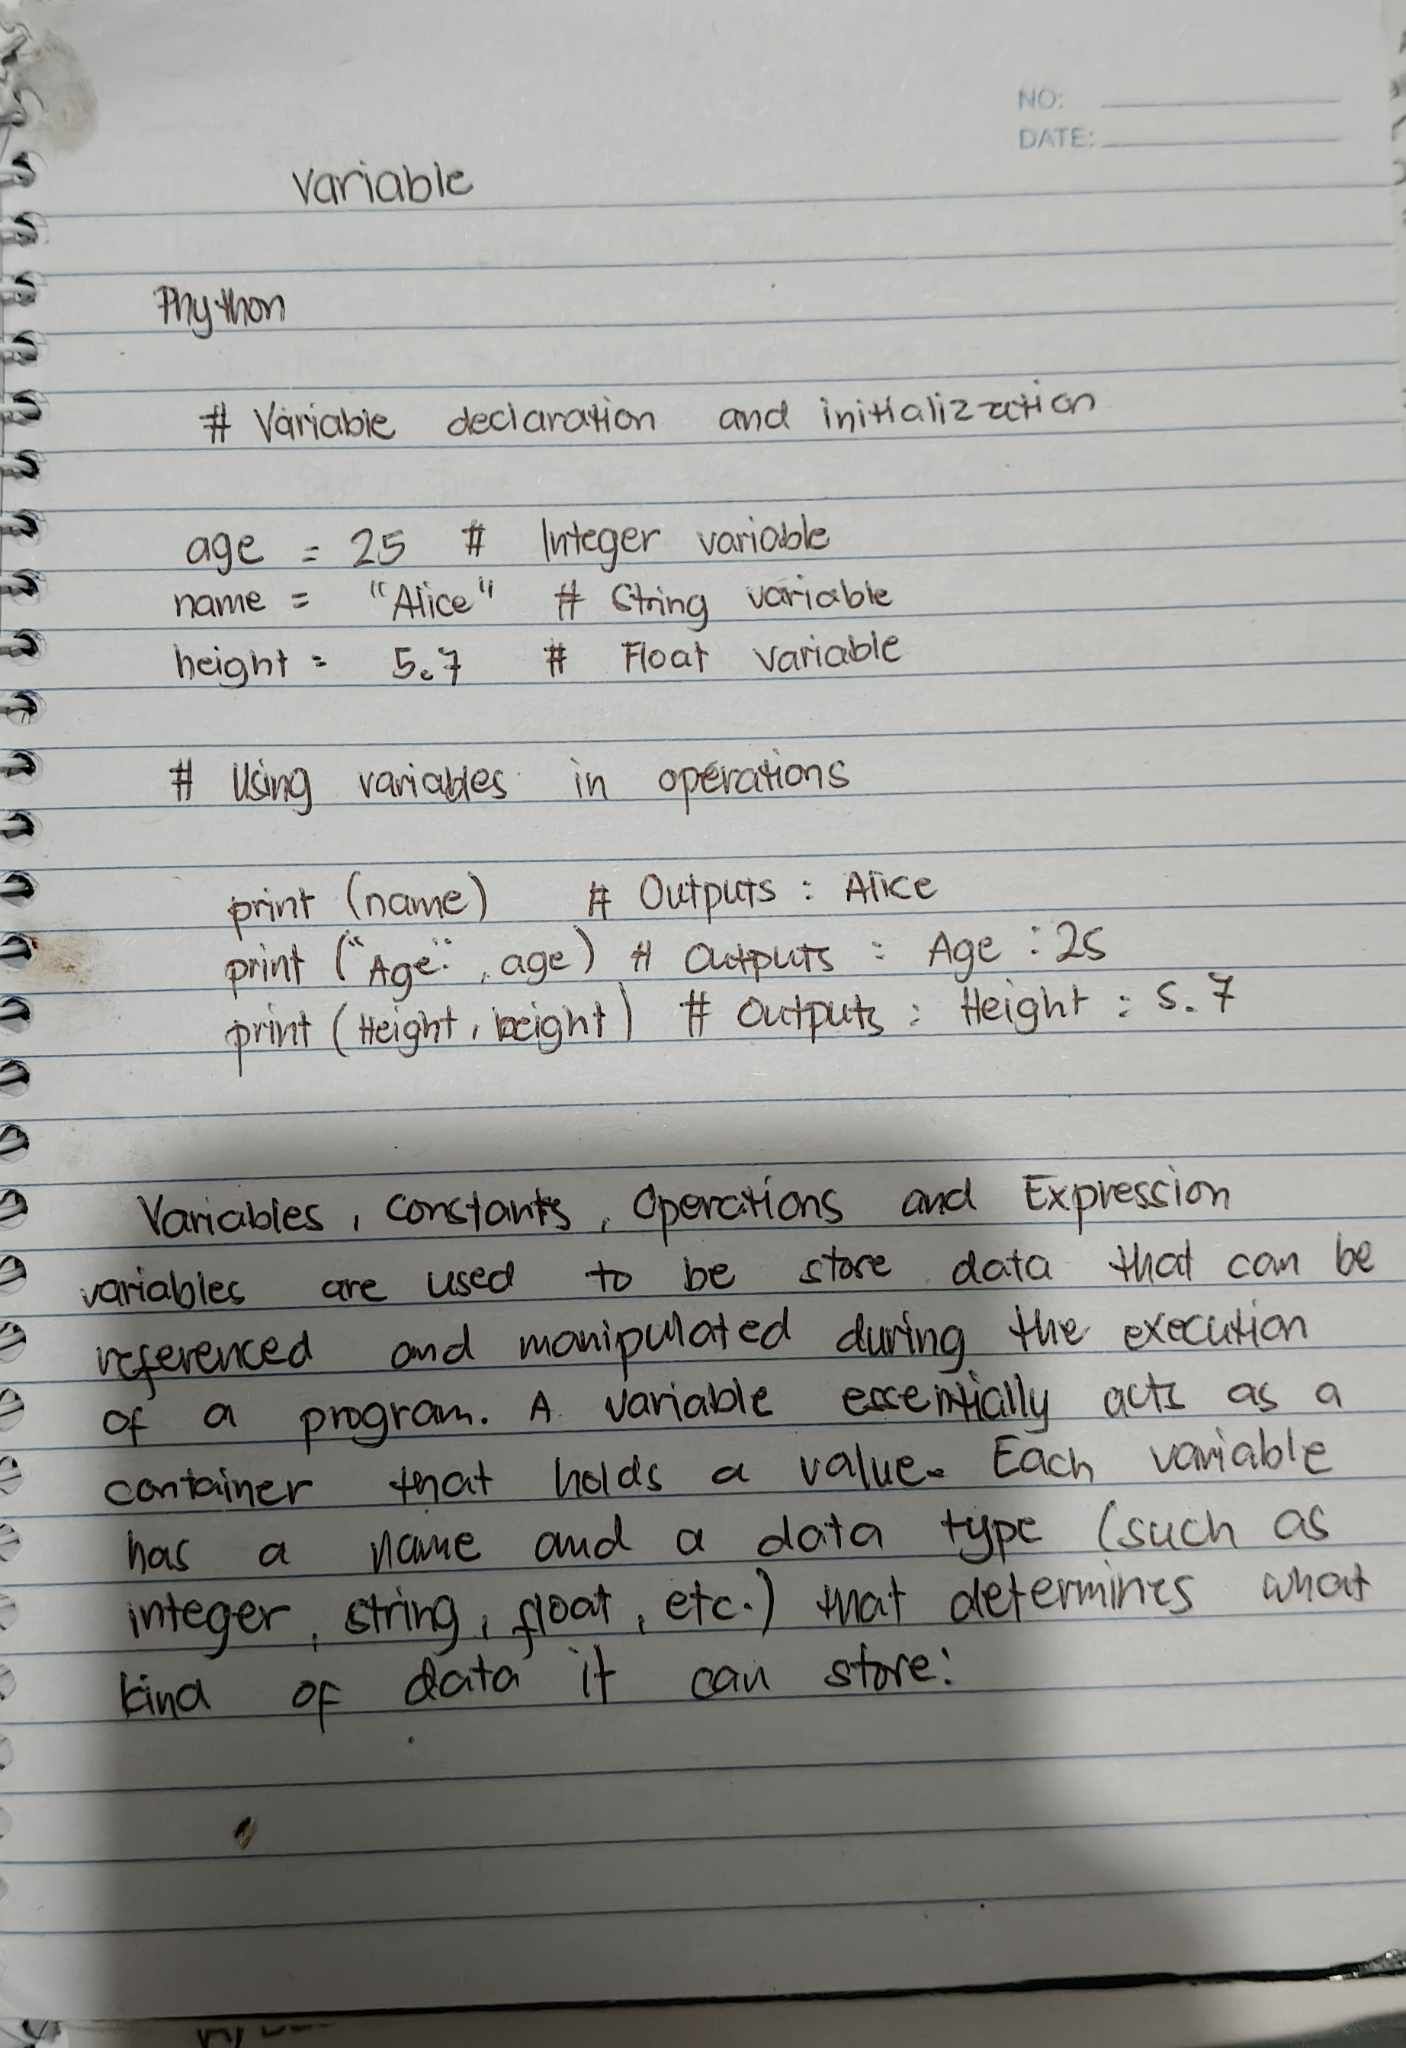 NO:
DATE:
Variable
Phython
# Variable declaration and initialization
age = 25 # Integer variable
name = "Alice" # String variable
height = 5.7 # Float variable
# Using variables in operations
print (name) # Outputs : Alice
print ("Age:", age) # Outputs : Age : 25
print (Height, height) # Outputs : Height : 5.7
Variables, constants, Operations and Expression
variables are used to be store data that can be
referenced and manipulated during the execution
of a program. A variable essentially acts as a
container that holds a value. Each variable
has a name and a data type (such as
integer, string, float, etc.) that determines what
kind of data it can store: